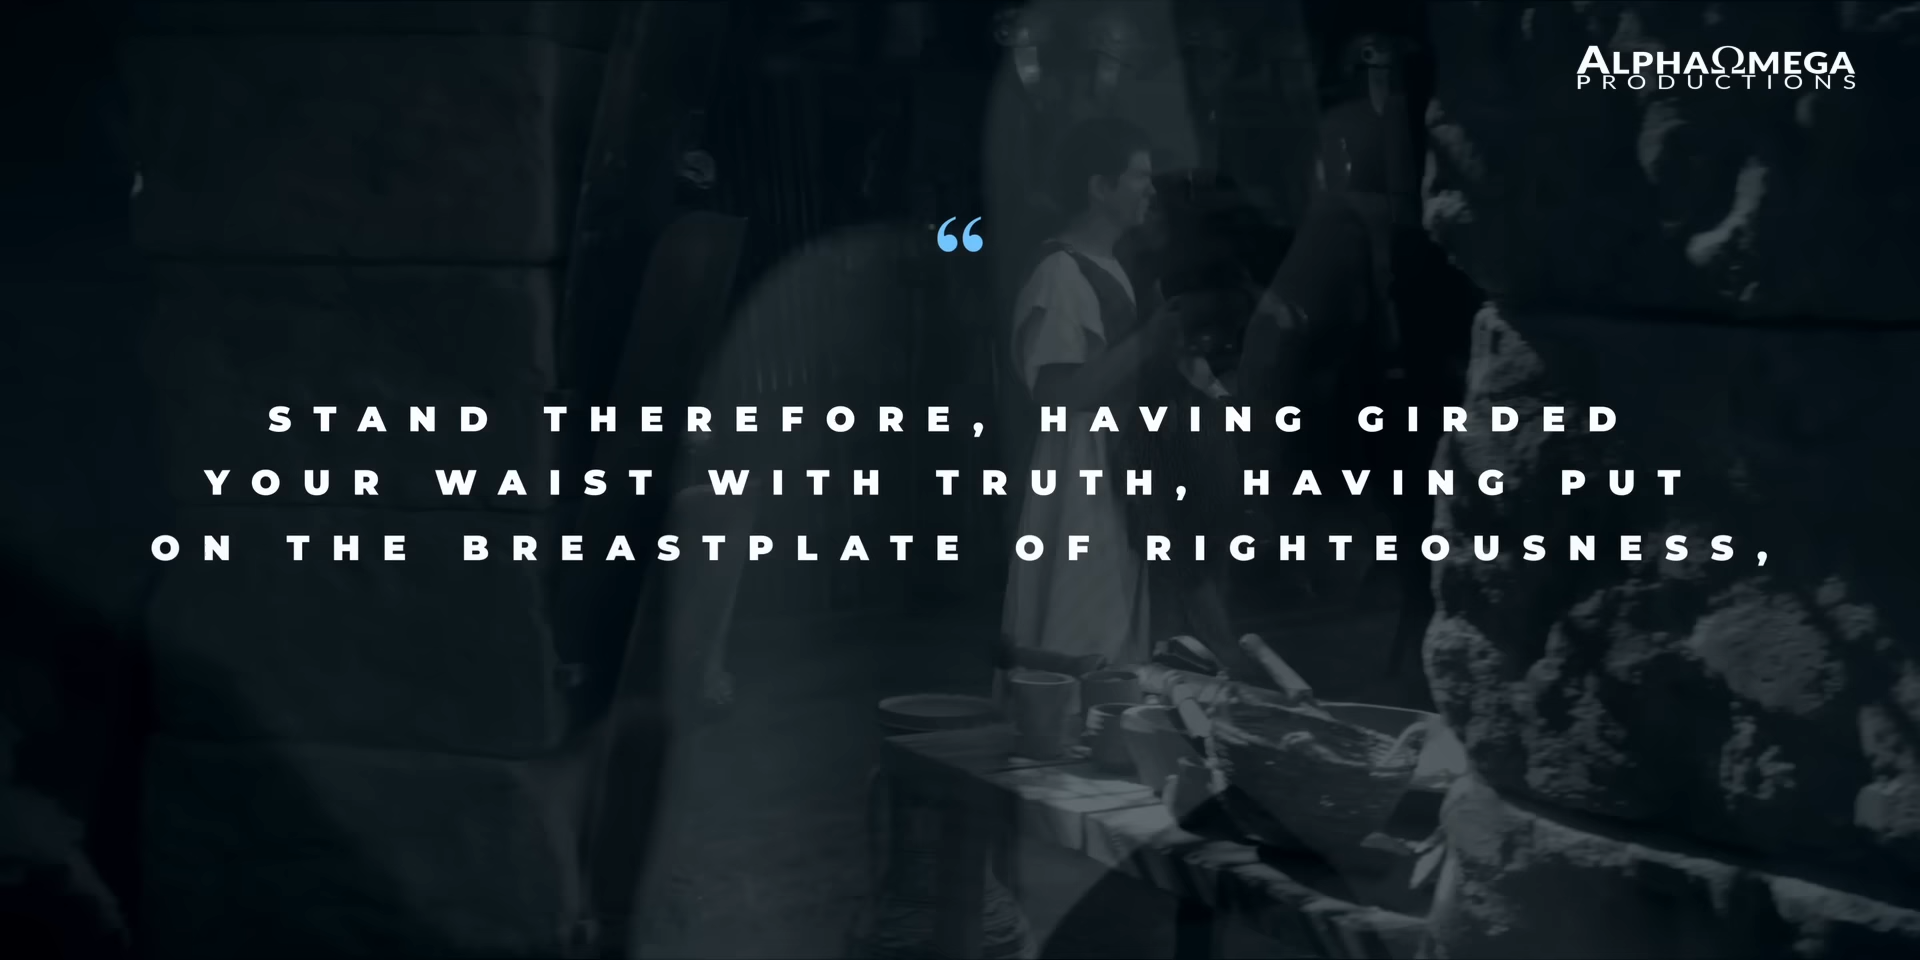 ALPHAΩMEGA
PRODUCTIONS
“
STAND THEREFORE, HAVING GIRDED
YOUR WAIST WITH TRUTH, HAVING PUT
ON THE BREASTPLATE OF RIGHTEOUSNESS,